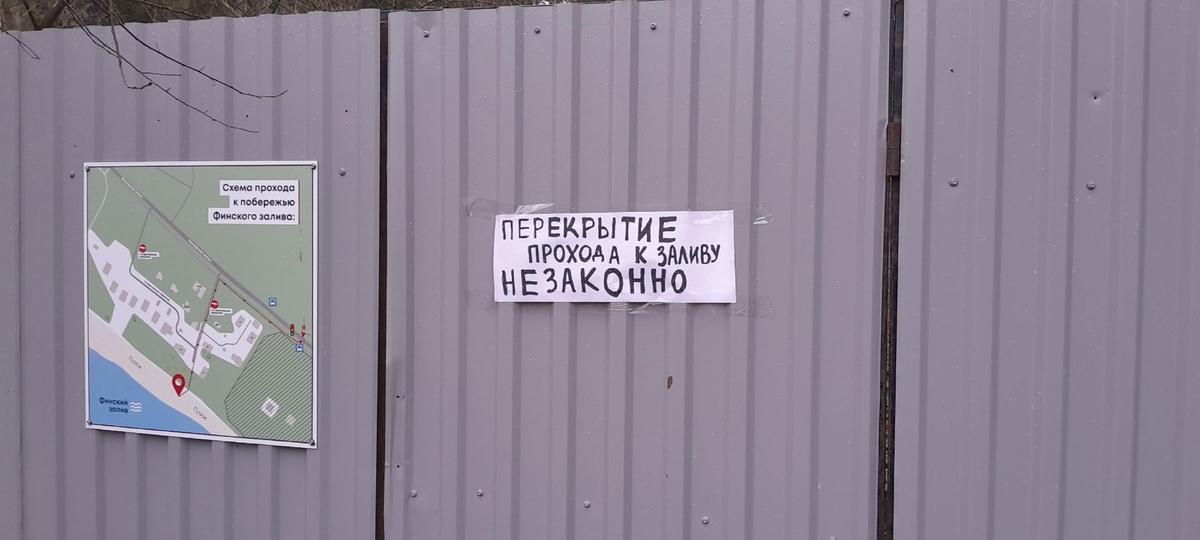 Схема прохода
к побережью
Финского залива:
Пляж
Пляж
Финский
залив
ПЕРЕКРЫТИЕ
ПРОХОДА К ЗАЛИВУ
НЕЗАКОННО